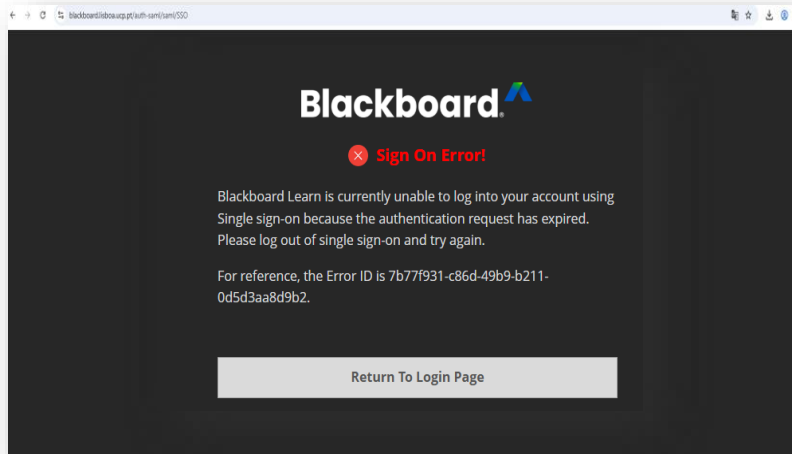 blackboard.lisboa.ucp.pt/auth-saml/saml/SSO
Blackboard®
Sign On Error!
Blackboard Learn is currently unable to log into your account using
Single sign-on because the authentication request has expired.
Please log out of single sign-on and try again.
For reference, the Error ID is 7b77f931-c86d-49b9-b211-
0d5d3aa8d9b2.
Return To Login Page